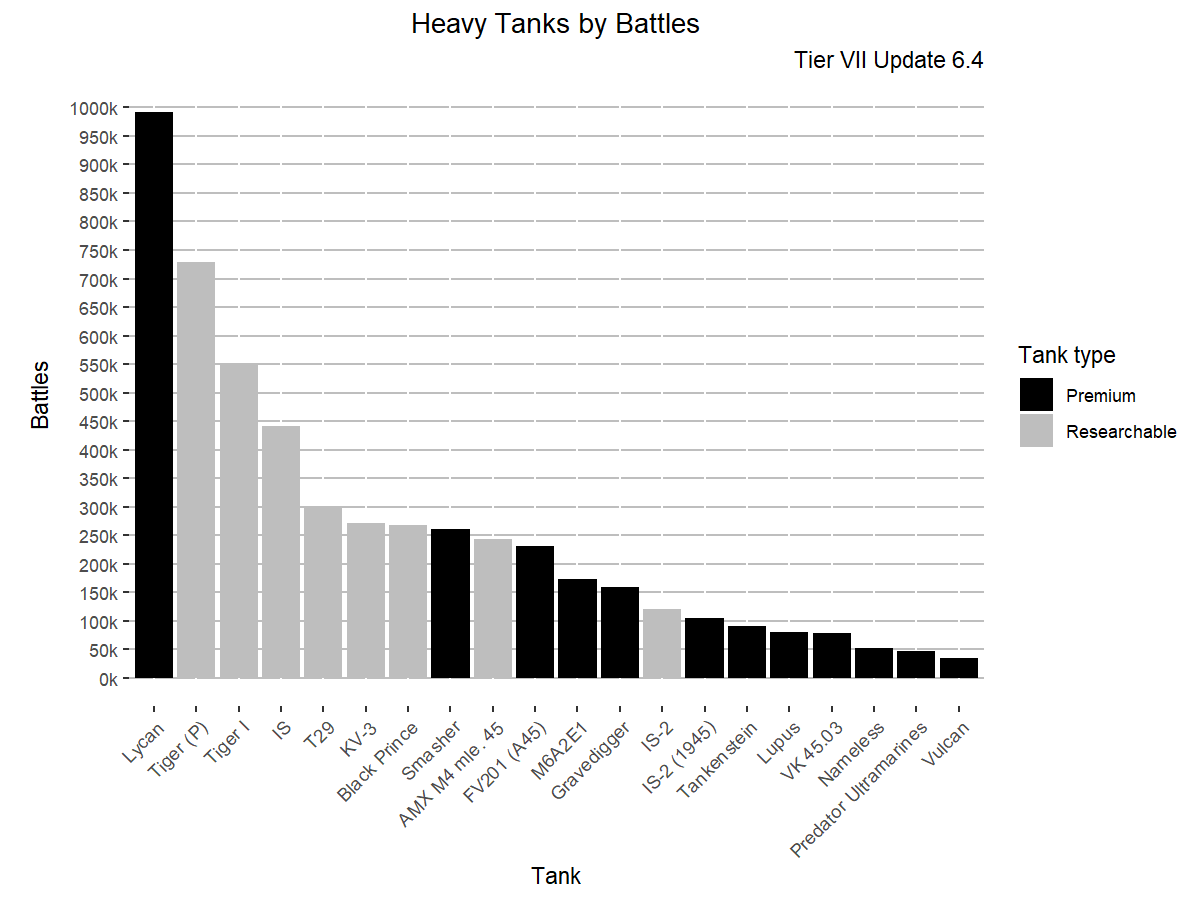 Heavy Tanks by Battles
Tier VII Update 6.4
1000k
950k
900k
850k
800k
750k
700k
650k
600k
550k
500k
450k
400k
350k
300k
250k
200k
150k
100k
50k
0k
Battles
Lycan
Tiger (P)
Tiger I
IS
T29
KV-3
Black Prince
Smasher
AMX M4 mle. 45
FV201 (A45)
M6A2E1
Gravedigger
IS-2
IS-2 (1945)
Tankenstein
Lupus
VK 45.03
Nameless
Predator Ultramarines
Vulcan
Tank
Tank type
Premium
Researchable